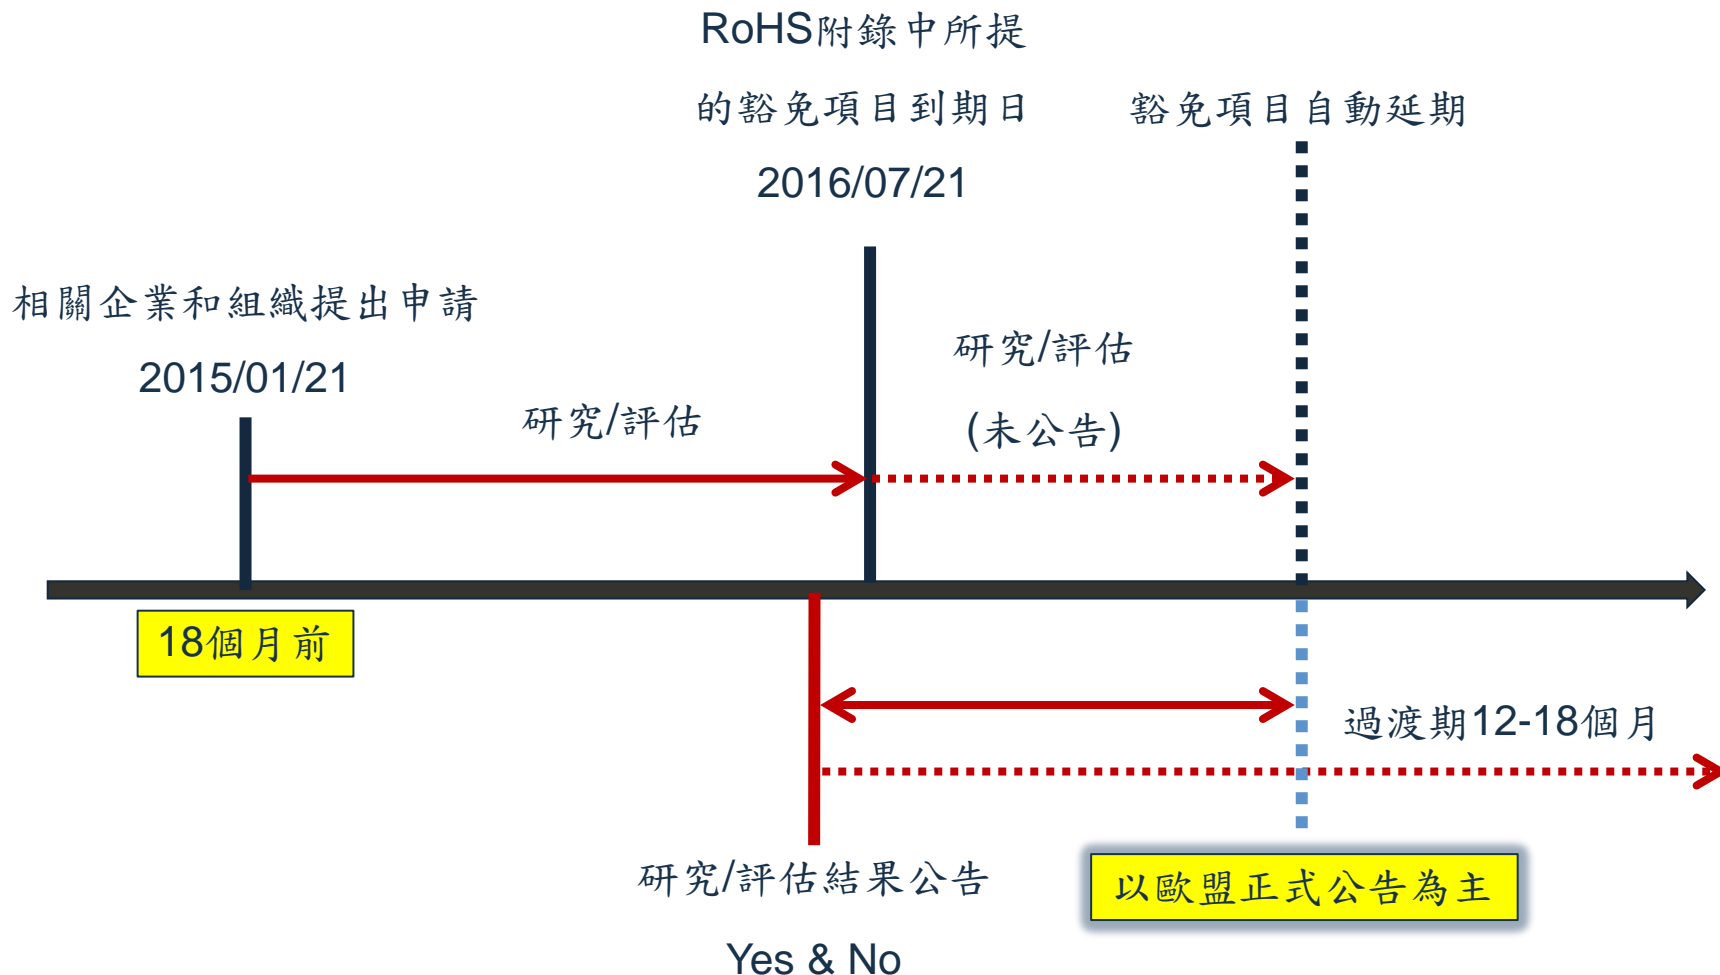 RoHS附錄中所提
的豁免項目到期日
2016/07/21
豁免項目自動延期
相關企業和組織提出申請
2015/01/21
研究/評估
研究/評估
(未公告)
18個月前
過渡期12-18個月
研究/評估結果公告
Yes & No
以歐盟正式公告為主